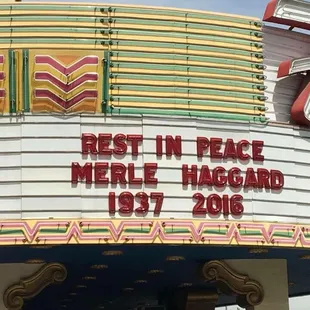 REST IN PEACE
MERLE HAGGARD
1937 2016